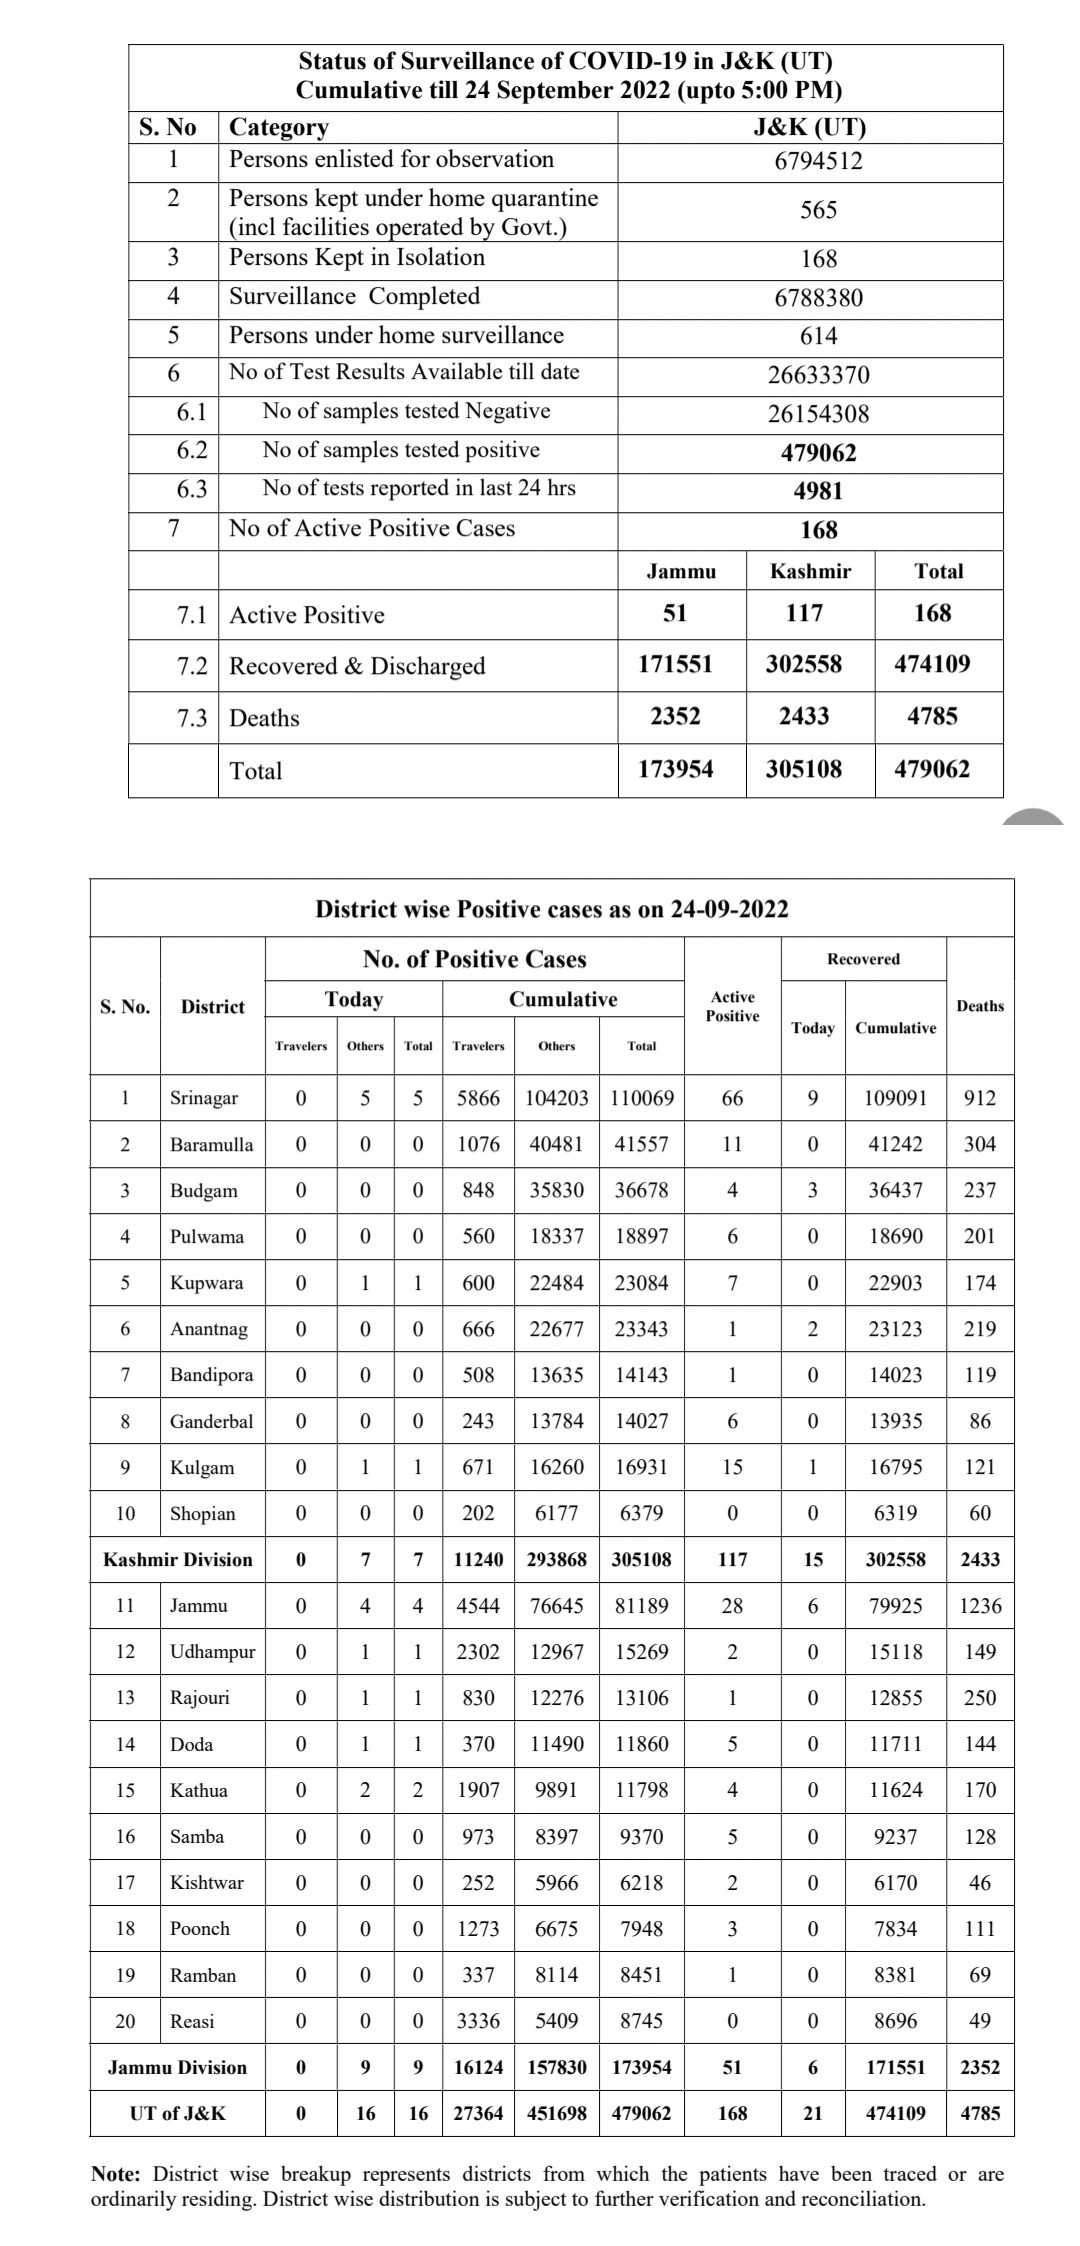 Status of Surveillance of COVID-19 in J&K (UT)
Cumulative till 24 September 2022 (upto 5:00 PM)
S. No Category J&K (UT)
1 Persons enlisted for observation 6794512
2 Persons kept under home quarantine
(incl facilities operated by Govt.) 565
3 Persons Kept in Isolation 168
4 Surveillance Completed 6788380
5 Persons under home surveillance 614
6 No of Test Results Available till date 26633370
6.1 No of samples tested Negative 26154308
6.2 No of samples tested positive 479062
6.3 No of tests reported in last 24 hrs 4981
7 No of Active Positive Cases 168
Jammu Kashmir Total
7.1 Active Positive 51 117 168
7.2 Recovered & Discharged 171551 302558 474109
7.3 Deaths 2352 2433 4785
Total 173954 305108 479062
District wise Positive cases as on 24-09-2022
S. No. District No. of Positive Cases Active Positive Recovered Deaths
Today Cumulative Today Cumulative
Travelers Others Total Travelers Others Total
1 Srinagar 0 5 5 5866 104203 110069 66 9 109091 912
2 Baramulla 0 0 0 1076 40481 41557 11 0 41242 304
3 Budgam 0 0 0 848 35830 36678 4 3 36437 237
4 Pulwama 0 0 0 560 18337 18897 6 0 18690 201
5 Kupwara 0 1 1 600 22484 23084 7 0 22903 174
6 Anantnag 0 0 0 666 22677 23343 1 2 23123 219
7 Bandipora 0 0 0 508 13635 14143 1 0 14023 119
8 Ganderbal 0 0 0 243 13784 14027 6 0 13935 86
9 Kulgam 0 1 1 671 16260 16931 15 1 16795 121
10 Shopian 0 0 0 202 6177 6379 0 0 6319 60
Kashmir Division 0 7 7 11240 293868 305108 117 15 302558 2433
11 Jammu 0 4 4 4544 76645 81189 28 6 79925 1236
12 Udhampur 0 1 1 2302 12967 15269 2 0 15118 149
13 Rajouri 0 1 1 830 12276 13106 1 0 12855 250
14 Doda 0 1 1 370 11490 11860 5 0 11711 144
15 Kathua 0 2 2 1907 9891 11798 4 0 11624 170
16 Samba 0 0 0 973 8397 9370 5 0 9237 128
17 Kishtwar 0 0 0 252 5966 6218 2 0 6170 46
18 Poonch 0 0 0 1273 6675 7948 3 0 7834 111
19 Ramban 0 0 0 337 8114 8451 1 0 8381 69
20 Reasi 0 0 0 3336 5409 8745 0 0 8696 49
Jammu Division 0 9 9 16124 157830 173954 51 6 171551 2352
UT of J&K 0 16 16 27364 451698 479062 168 21 474109 4785
Note: District wise breakup represents districts from which the patients have been traced or are
ordinarily residing. District wise distribution is subject to further verification and reconciliation.